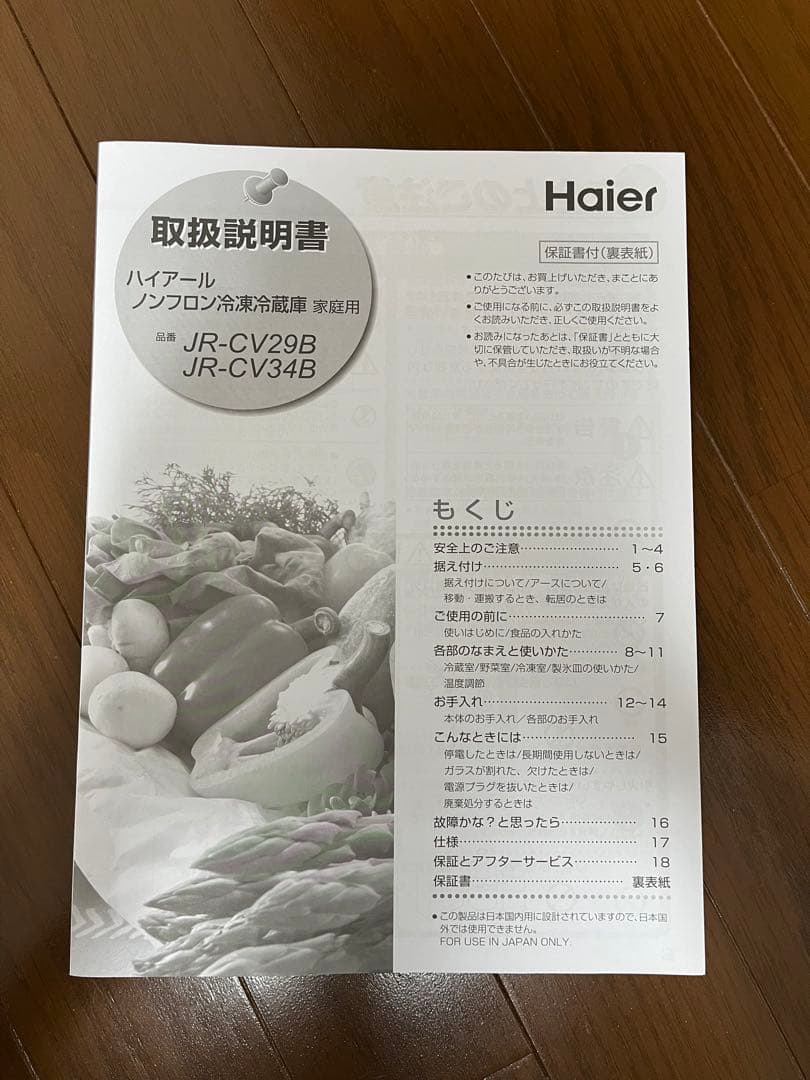 取扱説明書
ハイアール
ノンフロン冷凍冷蔵庫 家庭用
品番 JR-CV29B
JR-CV34B
Haier
保証書付(裏表紙)
●このたびは、お買上げいただき、まことにあ
りがとうございます。
●ご使用になる前に、必ずこの取扱説明書をよ
くお読みいただき、正しくご使用ください。
●お読みになったあとは、「保証書」とともに大
切に保管していただき、取扱いが不明な場合
や、不具合が生じたときにお役立てください。
もくじ
安全上のご注意…………………… 1～4
据え付け…………………………… 5・6
据え付けについて/アースについて/
移動・運搬するとき、転居のときは
ご使用の前に…………………………… 7
使いはじめに/食品の入れかた
各部のなまえと使いかた………… 8～11
冷蔵室/野菜室/冷凍室/製氷皿の使いかた/
温度調節
お手入れ………………………… 12～14
本体のお手入れ/各部のお手入れ
こんなときには………………………… 15
停電したときは/長期間使用しないときは/
ガラスが割れた、欠けたときは/
電源プラグを抜いたときは/
廃棄処分するときは
故障かな?と思ったら……………… 16
仕様…………………………………… 17
保証とアフターサービス…………… 18
保証書……………………………… 裏表紙
●この製品は日本国内用に設計されていますので、日本国
外では使用できません。
FOR USE IN JAPAN ONLY.